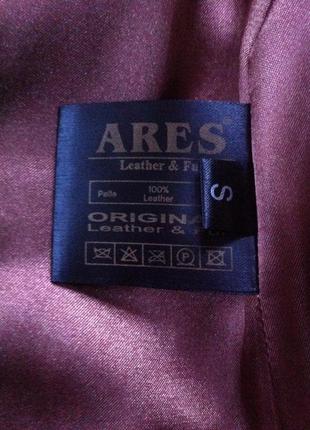 ARES®
Leather & Fu
Pelle 100% Leather
S
ORIGINA
Leather &
P